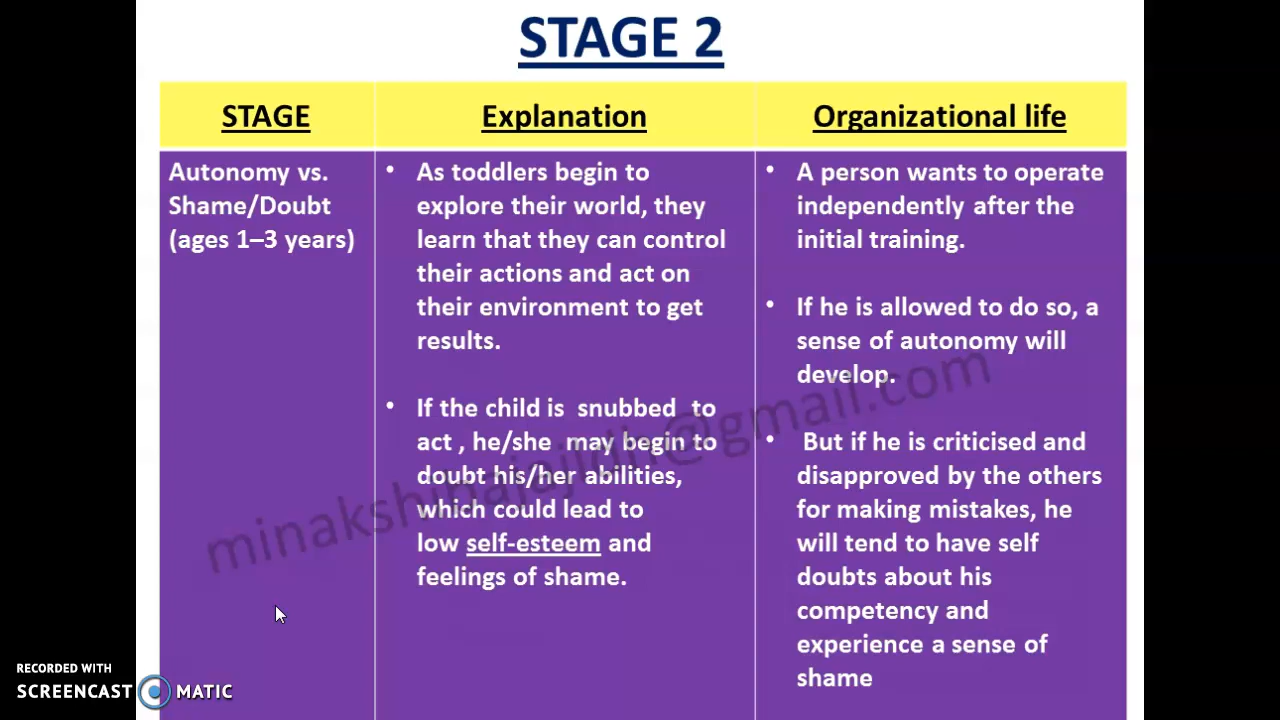 STAGE 2
STAGE
Explanation
Organizational life
Autonomy vs.
Shame/Doubt
(ages 1–3 years)
• As toddlers begin to
explore their world, they
learn that they can control
their actions and act on
their environment to get
results.
• If the child is snubbed to
act , he/she may begin to
doubt his/her abilities,
which could lead to
low self-esteem and
feelings of shame.
• A person wants to operate
independently after the
initial training.
• If he is allowed to do so, a
sense of autonomy will
develop.
• But if he is criticised and
disapproved by the others
for making mistakes, he
will tend to have self
doubts about his
competency and
experience a sense of
shame
RECORDED WITH
SCREENCAST MATIC